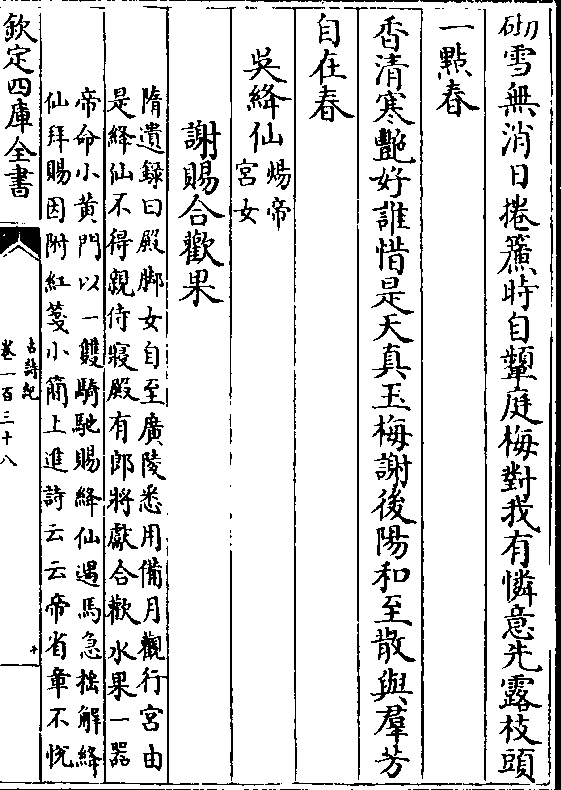 砌雪無消日捲簾時自顰庭梅對我有憐意先露枝頭
一點春
香清寒艷好誰惜是天真玉梅謝後陽和至散與羣芳
自在春
吳絳仙煬帝
宮女
謝賜合歡果
隋遺録曰殿脚女自至廣陵悉用備月觀行宮由
是絳仙不得親侍寢殿有郎將獻合歡水果一器
帝命小黄門以一雙騎馳賜絳仙遇馬急揺解絳
仙拜賜因附紅箋小簡上進詩云云帝省章不悦
欽定四庫全書
古詩紀
卷一百三十八
十